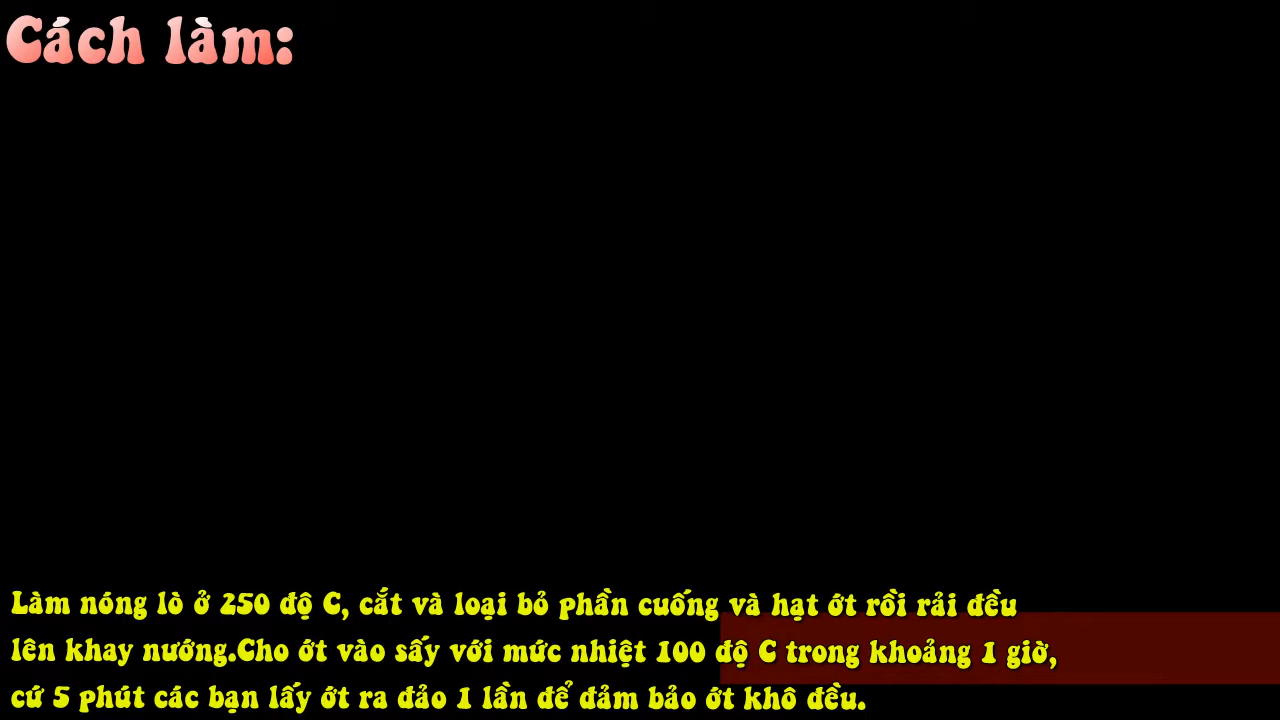 Cách làm:
Làm nóng lò ở 250 độ C, cắt và loại bỏ phần cuống và hạt ớt rồi rải đều
lên khay nướng.Cho ớt vào sấy với mức nhiệt 100 độ C trong khoảng 1 giờ,
cứ 5 phút các bạn lấy ớt ra đảo 1 lần để đảm bảo ớt khô đều.